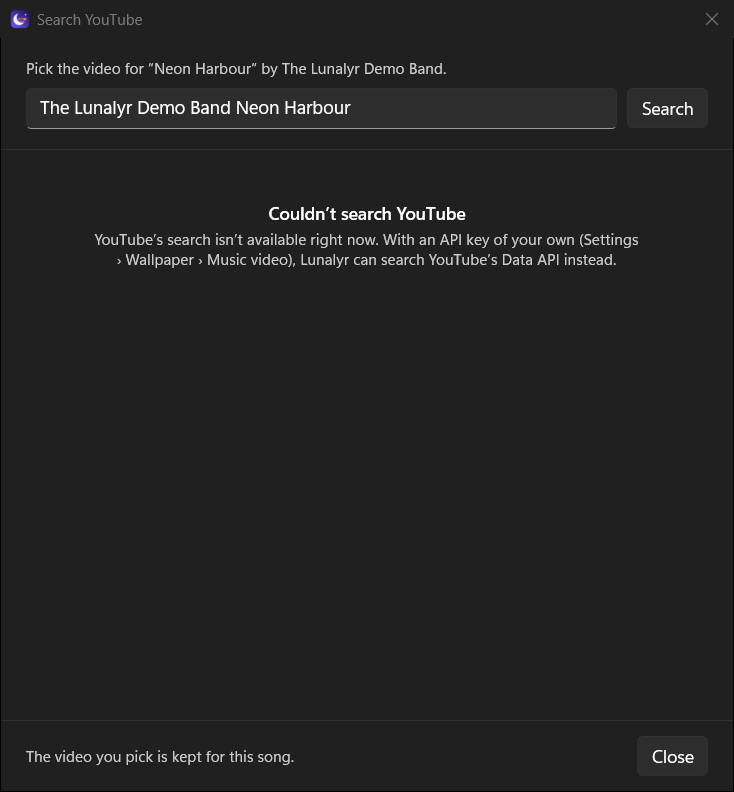 Search YouTube
Pick the video for “Neon Harbour” by The Lunalyr Demo Band.
The Lunalyr Demo Band Neon Harbour
Search
Couldn’t search YouTube
YouTube’s search isn’t available right now. With an API key of your own (Settings
› Wallpaper › Music video), Lunalyr can search YouTube’s Data API instead.
The video you pick is kept for this song.
Close